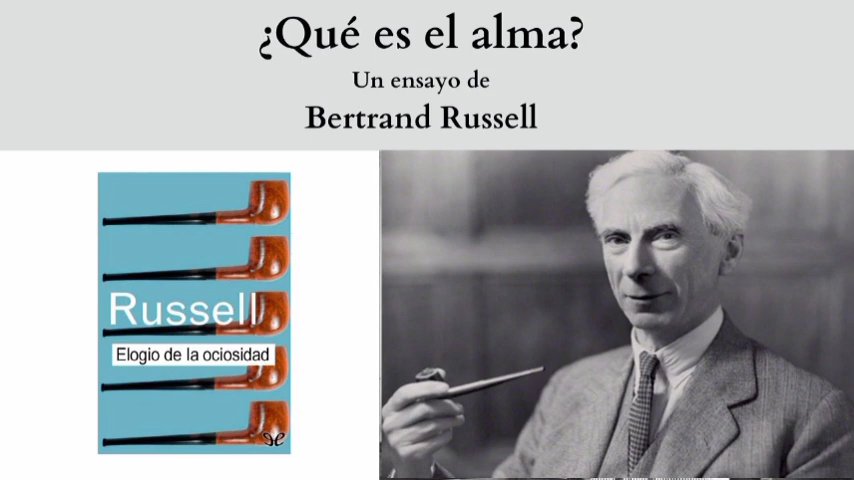 ¿Qué es el alma?
Un ensayo de
Bertrand Russell
Russell
Elogio de la ociosidad